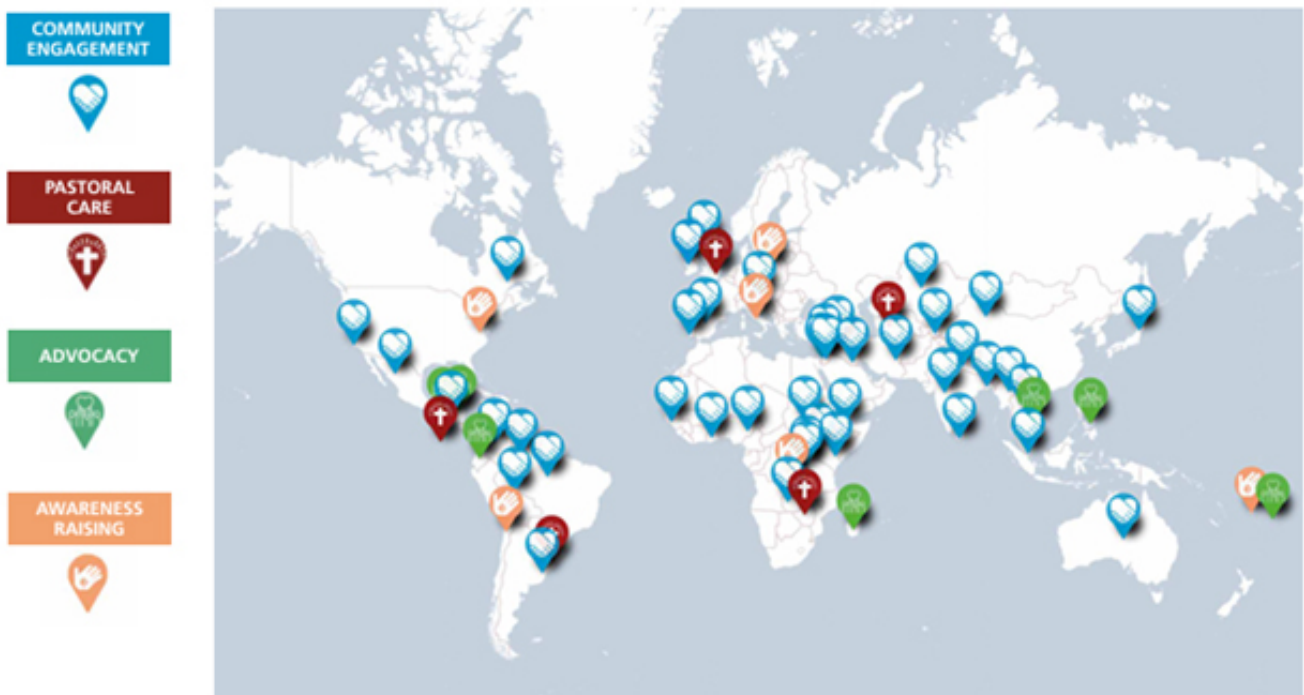 COMMUNITY
ENGAGEMENT
PASTORAL
CARE
ADVOCACY
AWARENESS
RAISING